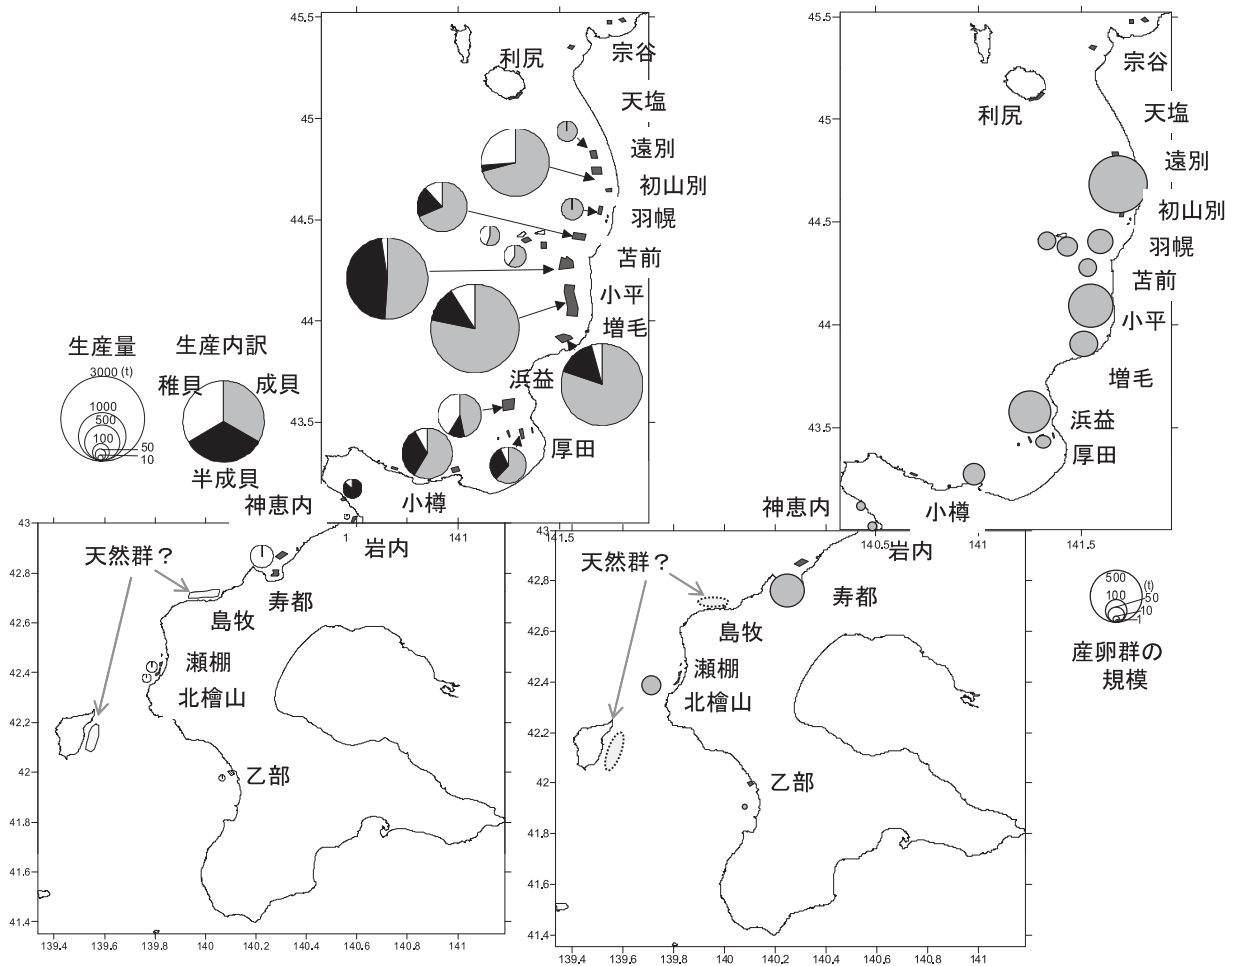 45.5
45
44.5
44
43.5
利尻
宗谷
天塩
遠別
初山別
羽幌
苫前
小平
増毛
浜益
厚田
小樽
神恵内
岩内
1
141
生産量
3000 (t)
1000
500
100
50
10
生産内訳
稚貝
成貝
半成貝
43
42.8
42.6
42.4
42.2
42
41.8
41.6
41.4
139.4
139.6
139.8
140
140.2
140.4
140.6
140.8
141
天然群？
寿都
島牧
瀬棚
北檜山
乙部
45.5
45
44.5
44
43.5
宗谷
利尻
天塩
遠別
初山別
羽幌
苫前
小平
増毛
浜益
厚田
小樽
神恵内
岩内
140.5
141
141.5
43
141.5
42.8
42.6
42.4
42.2
42
41.8
41.6
41.4
139.4
139.6
139.8
140
140.2
140.4
140.6
140.8
141
天然群？
寿都
島牧
瀬棚
北檜山
乙部
500
(t)
100
50
10
1
産卵群の
規模